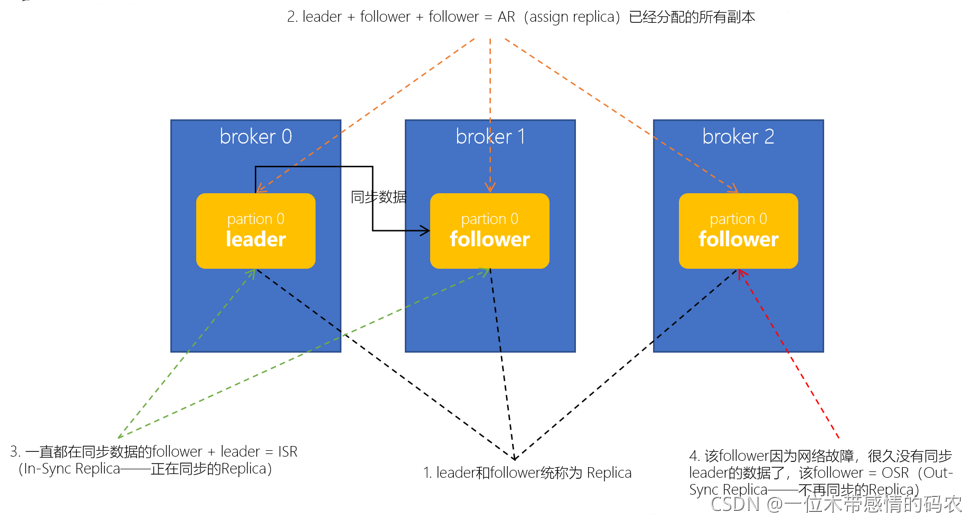 2. leader + follower + follower = AR（assign replica）已经分配的所有副本
broker 0
broker 1
broker 2
同步数据
partion 0
leader
partion 0
follower
partion 0
follower
3. 一直都在同步数据的follower + leader = ISR
（In-Sync Replica——正在同步的Replica）
1. leader和follower统称为 Replica
4. 该follower因为网络故障，很久没有同步
leader的数据了，该follower = OSR（Out-
Sync Replica——不再同步的Replica）
CSDN @一位木带感情的码农